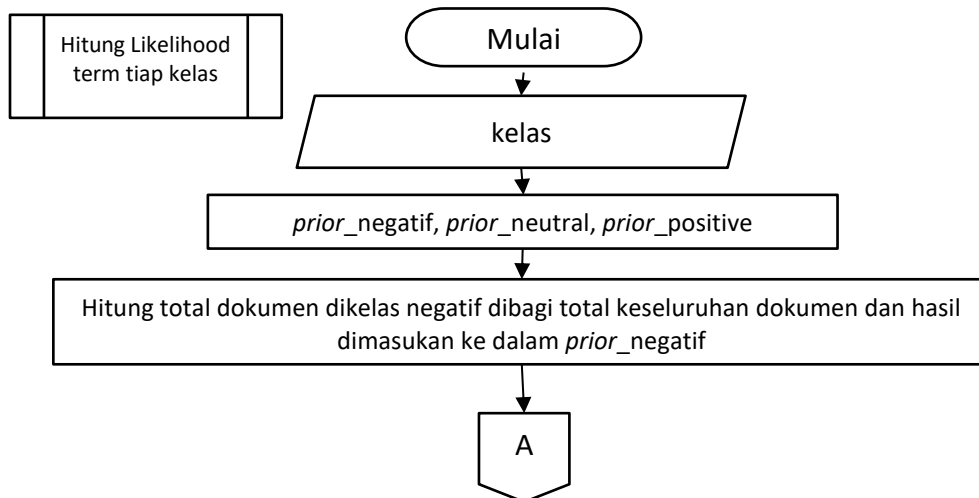 Hitung Likelihood
term tiap kelas
Mulai
kelas
prior_negatif, prior_neutral, prior_positive
Hitung total dokumen dikelas negatif dibagi total keseluruhan dokumen dan hasil
dimasukan ke dalam prior_negatif
A